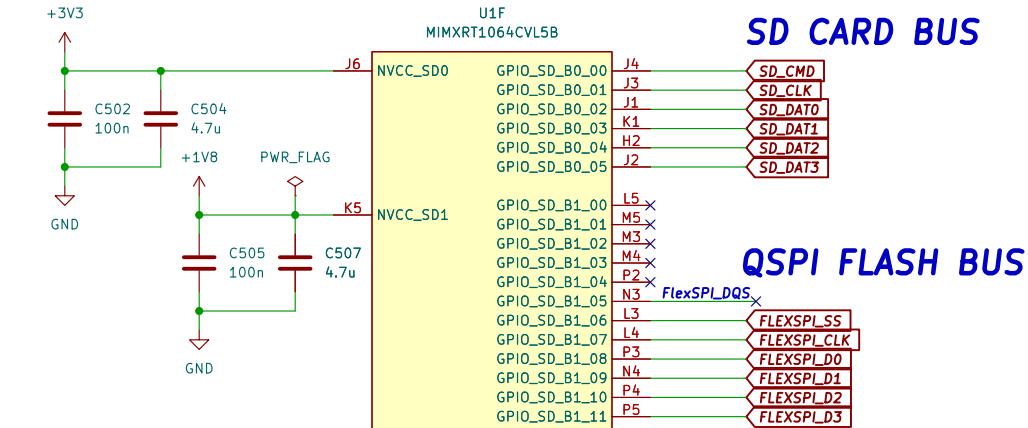 +3V3
U1F
MIMXRT1064CVL5B
SD CARD BUS
J6 NVCC_SD0 GPIO_SD_B0_00 J4 SD_CMD
GPIO_SD_B0_01 J3 SD_CLK
C502 C504 GPIO_SD_B0_02 J1 SD_DAT0
100n 4.7u GPIO_SD_B0_03 K1 SD_DAT1
GPIO_SD_B0_04 H2 SD_DAT2
+1V8 PWR_FLAG
GPIO_SD_B0_05 J2 SD_DAT3
GPIO_SD_B1_00 L5
K5 NVCC_SD1
GND GPIO_SD_B1_01 M5
GPIO_SD_B1_02 M3
C505 C507
GPIO_SD_B1_03 M4
QSPI FLASH BUS
100n 4.7u
GPIO_SD_B1_04 P2
GPIO_SD_B1_05 N3 FlexSPI_DQS
GPIO_SD_B1_06 L3 FLEXSPI_SS
GPIO_SD_B1_07 L4 FLEXSPI_CLK
GPIO_SD_B1_08 P3 FLEXSPI_D0
GND
GPIO_SD_B1_09 N4 FLEXSPI_D1
GPIO_SD_B1_10 P4 FLEXSPI_D2
GPIO_SD_B1_11 P5 FLEXSPI_D3